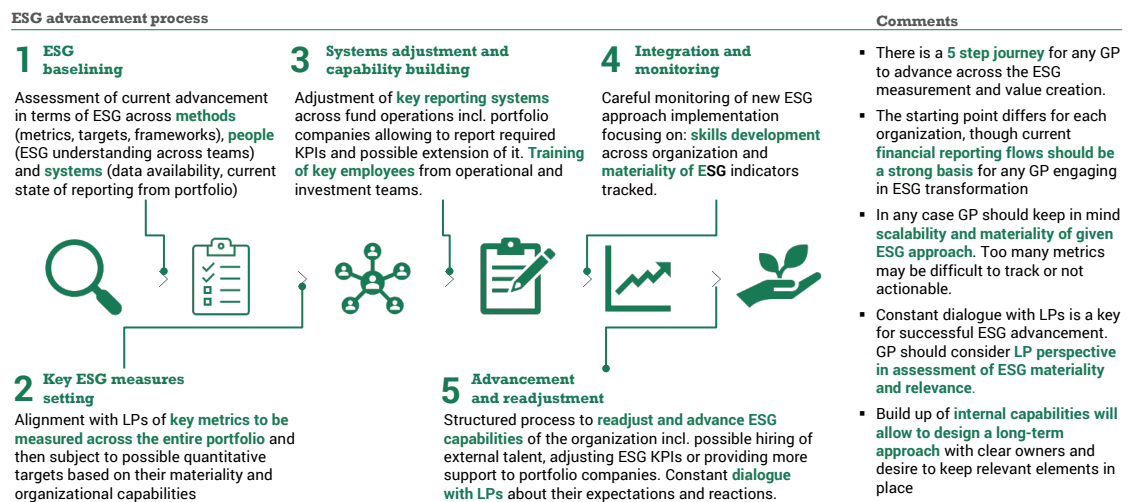 ESG advancement process
1 ESG
baselining
Assessment of current advancement
in terms of ESG across methods
(metrics, targets, frameworks), people
(ESG understanding across teams)
and systems (data availability, current
state of reporting from portfolio)
3 Systems adjustment and
capability building
Adjustment of key reporting systems
across fund operations incl. portfolio
companies allowing to report required
KPIs and possible extension of it. Training
of key employees from operational and
investment teams.
4 Integration and
monitoring
Careful monitoring of new ESG
approach implementation
focusing on: skills development
across organization and
materiality of ESG indicators
tracked.
2 Key ESG measures
setting
Alignment with LPs of key metrics to be
measured across the entire portfolio and
then subject to possible quantitative
targets based on their materiality and
organizational capabilities
5 Advancement
and readjustment
Structured process to readjust and advance ESG
capabilities of the organization incl. possible hiring of
external talent, adjusting ESG KPIs or providing more
support to portfolio companies. Constant dialogue
with LPs about their expectations and reactions.
Comments
▪ There is a 5 step journey for any GP
to advance across the ESG
measurement and value creation.
▪ The starting point differs for each
organization, though current
financial reporting flows should be
a strong basis for any GP engaging
in ESG transformation
▪ In any case GP should keep in mind
scalability and materiality of given
ESG approach. Too many metrics
may be difficult to track or not
actionable.
▪ Constant dialogue with LPs is a key
for successful ESG advancement.
GP should consider LP perspective
in assessment of ESG materiality
and relevance.
▪ Build up of internal capabilities will
allow to design a long-term
approach with clear owners and
desire to keep relevant elements in
place